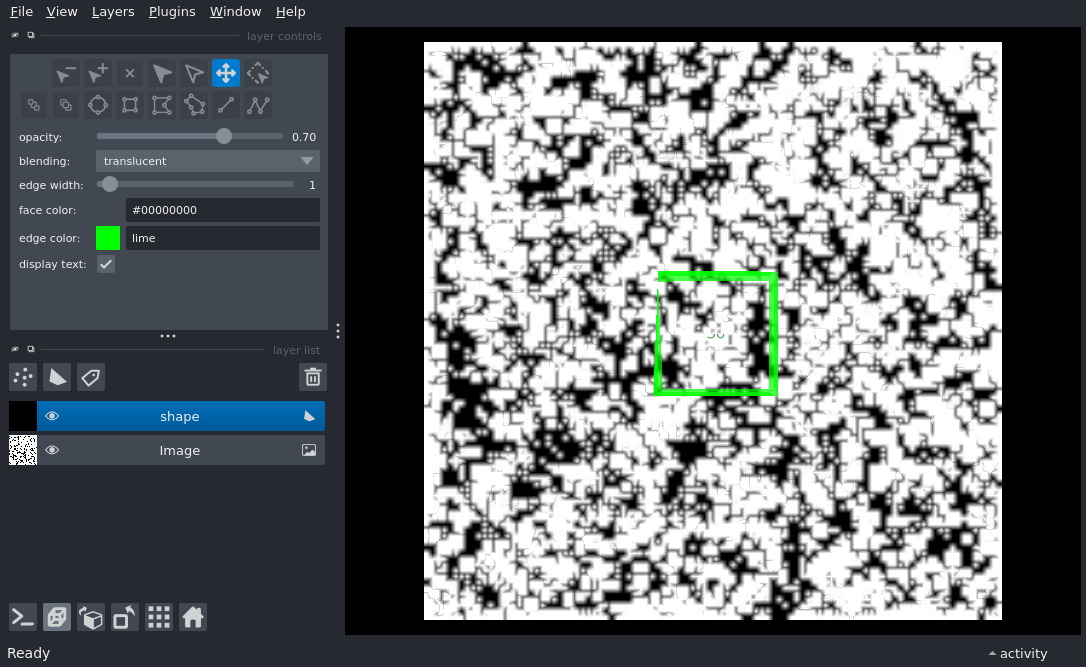 File View Layers Plugins Window Help
layer controls
opacity: 0.70
blending: translucent
edge width: 1
face color: #00000000
edge color: lime
display text:
layer list
shape
Image
Ready
activity